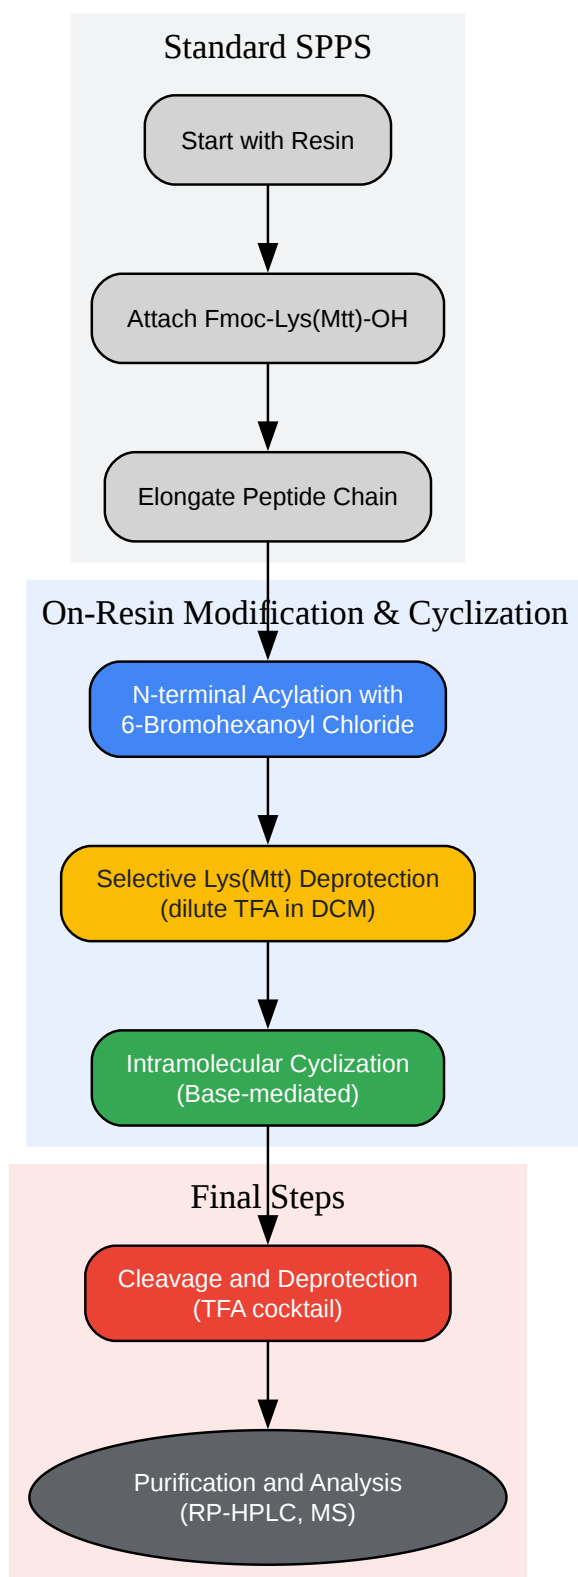 Standard SPPS
Start with Resin
Attach Fmoc-Lys(Mtt)-OH
Elongate Peptide Chain
On-Resin Modification & Cyclization
N-terminal Acylation with
6-Bromohexanoyl Chloride
Selective Lys(Mtt) Deprotection
(dilute TFA in DCM)
Intramolecular Cyclization
(Base-mediated)
Final Steps
Cleavage and Deprotection
(TFA cocktail)
Purification and Analysis
(RP-HPLC, MS)